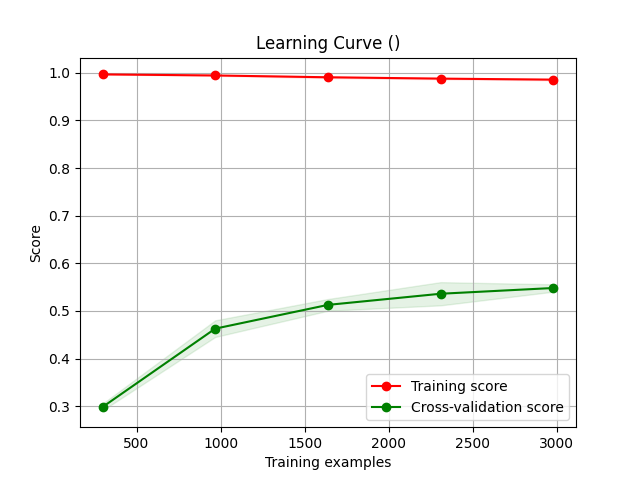 Learning Curve ()
Score
1.0
0.9
0.8
0.7
0.6
0.5
0.4
0.3
Training score
Cross-validation score
500
1000
1500
2000
2500
3000
Training examples